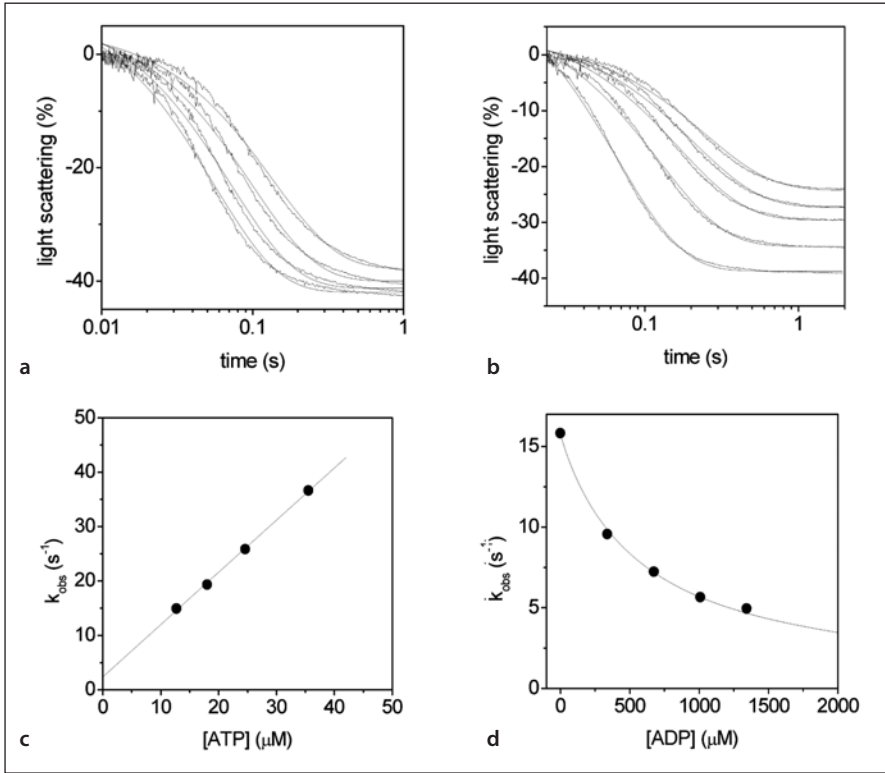 0
-20
-40
light scattering (%)
0.01
0.1
1
time (s)
a
0
-10
-20
-30
-40
light scattering (%)
0.1
1
time (s)
b
50
40
30
20
10
0
k_obs (s⁻¹)
0 10 20 30 40 50
[ATP] (μM)
c
15
10
5
0
k_obs (s⁻¹)
0 500 1000 1500 2000
[ADP] (μM)
d